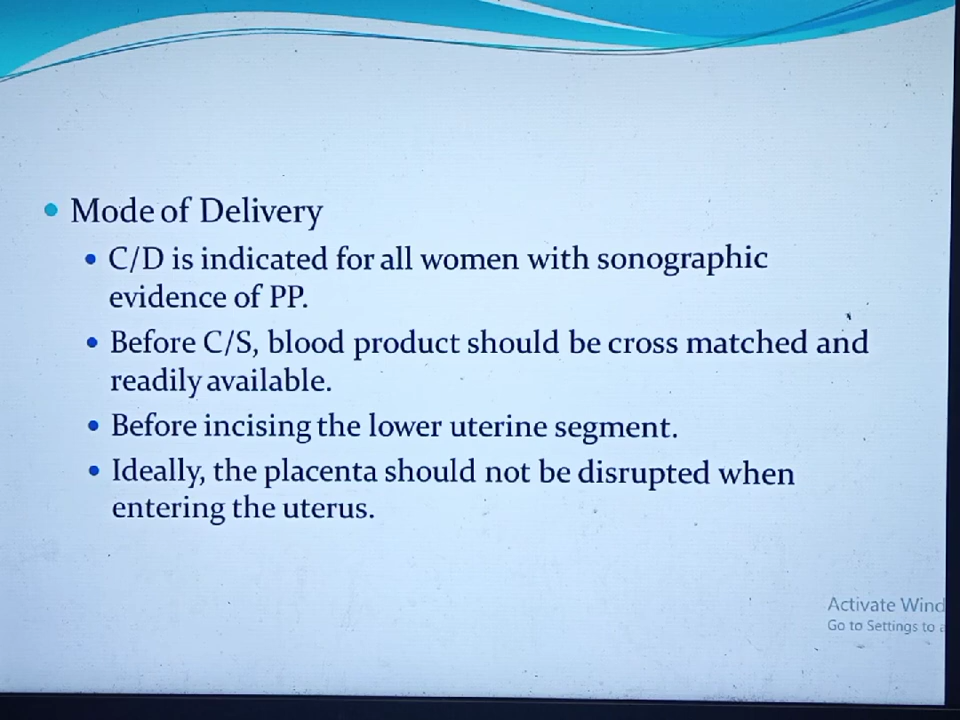 Mode of Delivery
C/D is indicated for all women with sonographic
evidence of PP.
Before C/S, blood product should be cross matched and
readily available.
Before incising the lower uterine segment.
Ideally, the placenta should not be disrupted when
entering the uterus.
Activate Wind
Go to Settings to a